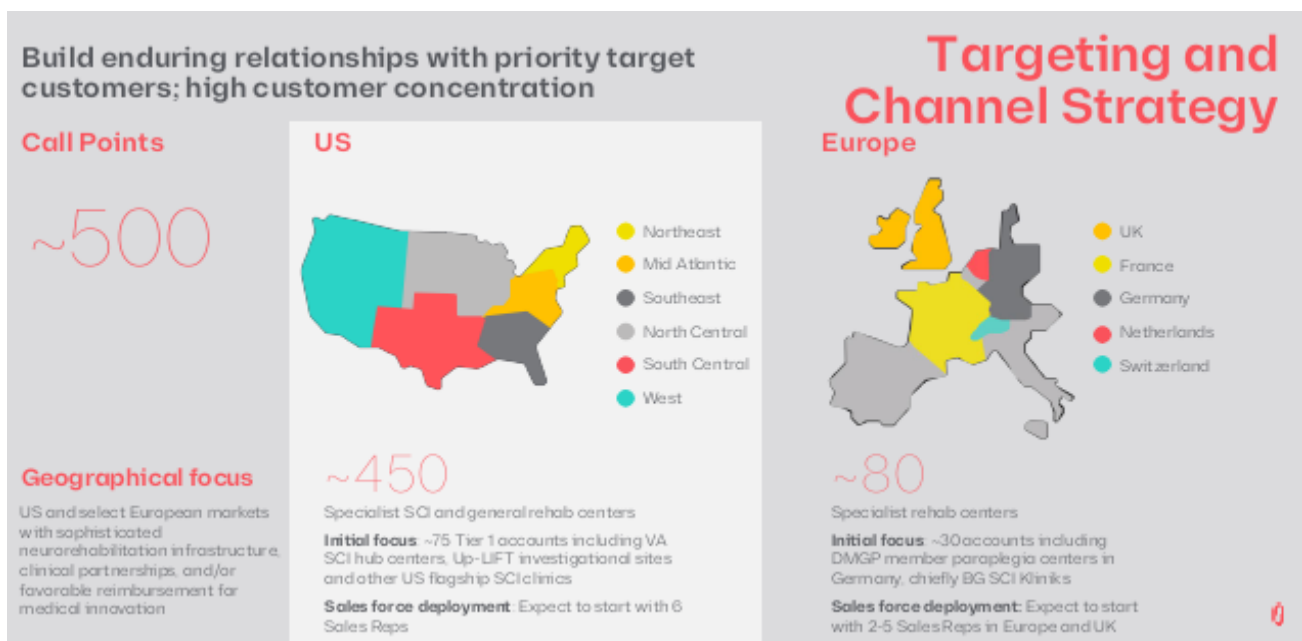 Build enduring relationships with priority target
customers; high customer concentration
Targeting and
Channel Strategy
Call Points
~500
Geographical focus
US and select European markets
with sophisticated
neurorehabilitation infrastructure,
clinical partnerships, and/or
favorable reimbursement for
medical innovation
US
Northeast
Mid Atlantic
Southeast
North Central
South Central
West
~450
Specialist SCI and general rehab centers
Initial focus: ~75 Tier 1 accounts including VA
SCI hub centers, Up-LIFT investigational sites
and other US flagship SCI clinics
Sales force deployment: Expect to start with 6
Sales Reps
Europe
UK
France
Germany
Netherlands
Switzerland
~80
Specialist rehab centers
Initial focus: ~30 accounts including
DMGP member paraplegia centers in
Germany, chiefly BG SCI Kliniks
Sales force deployment: Expect to start
with 2-5 Sales Reps in Europe and UK